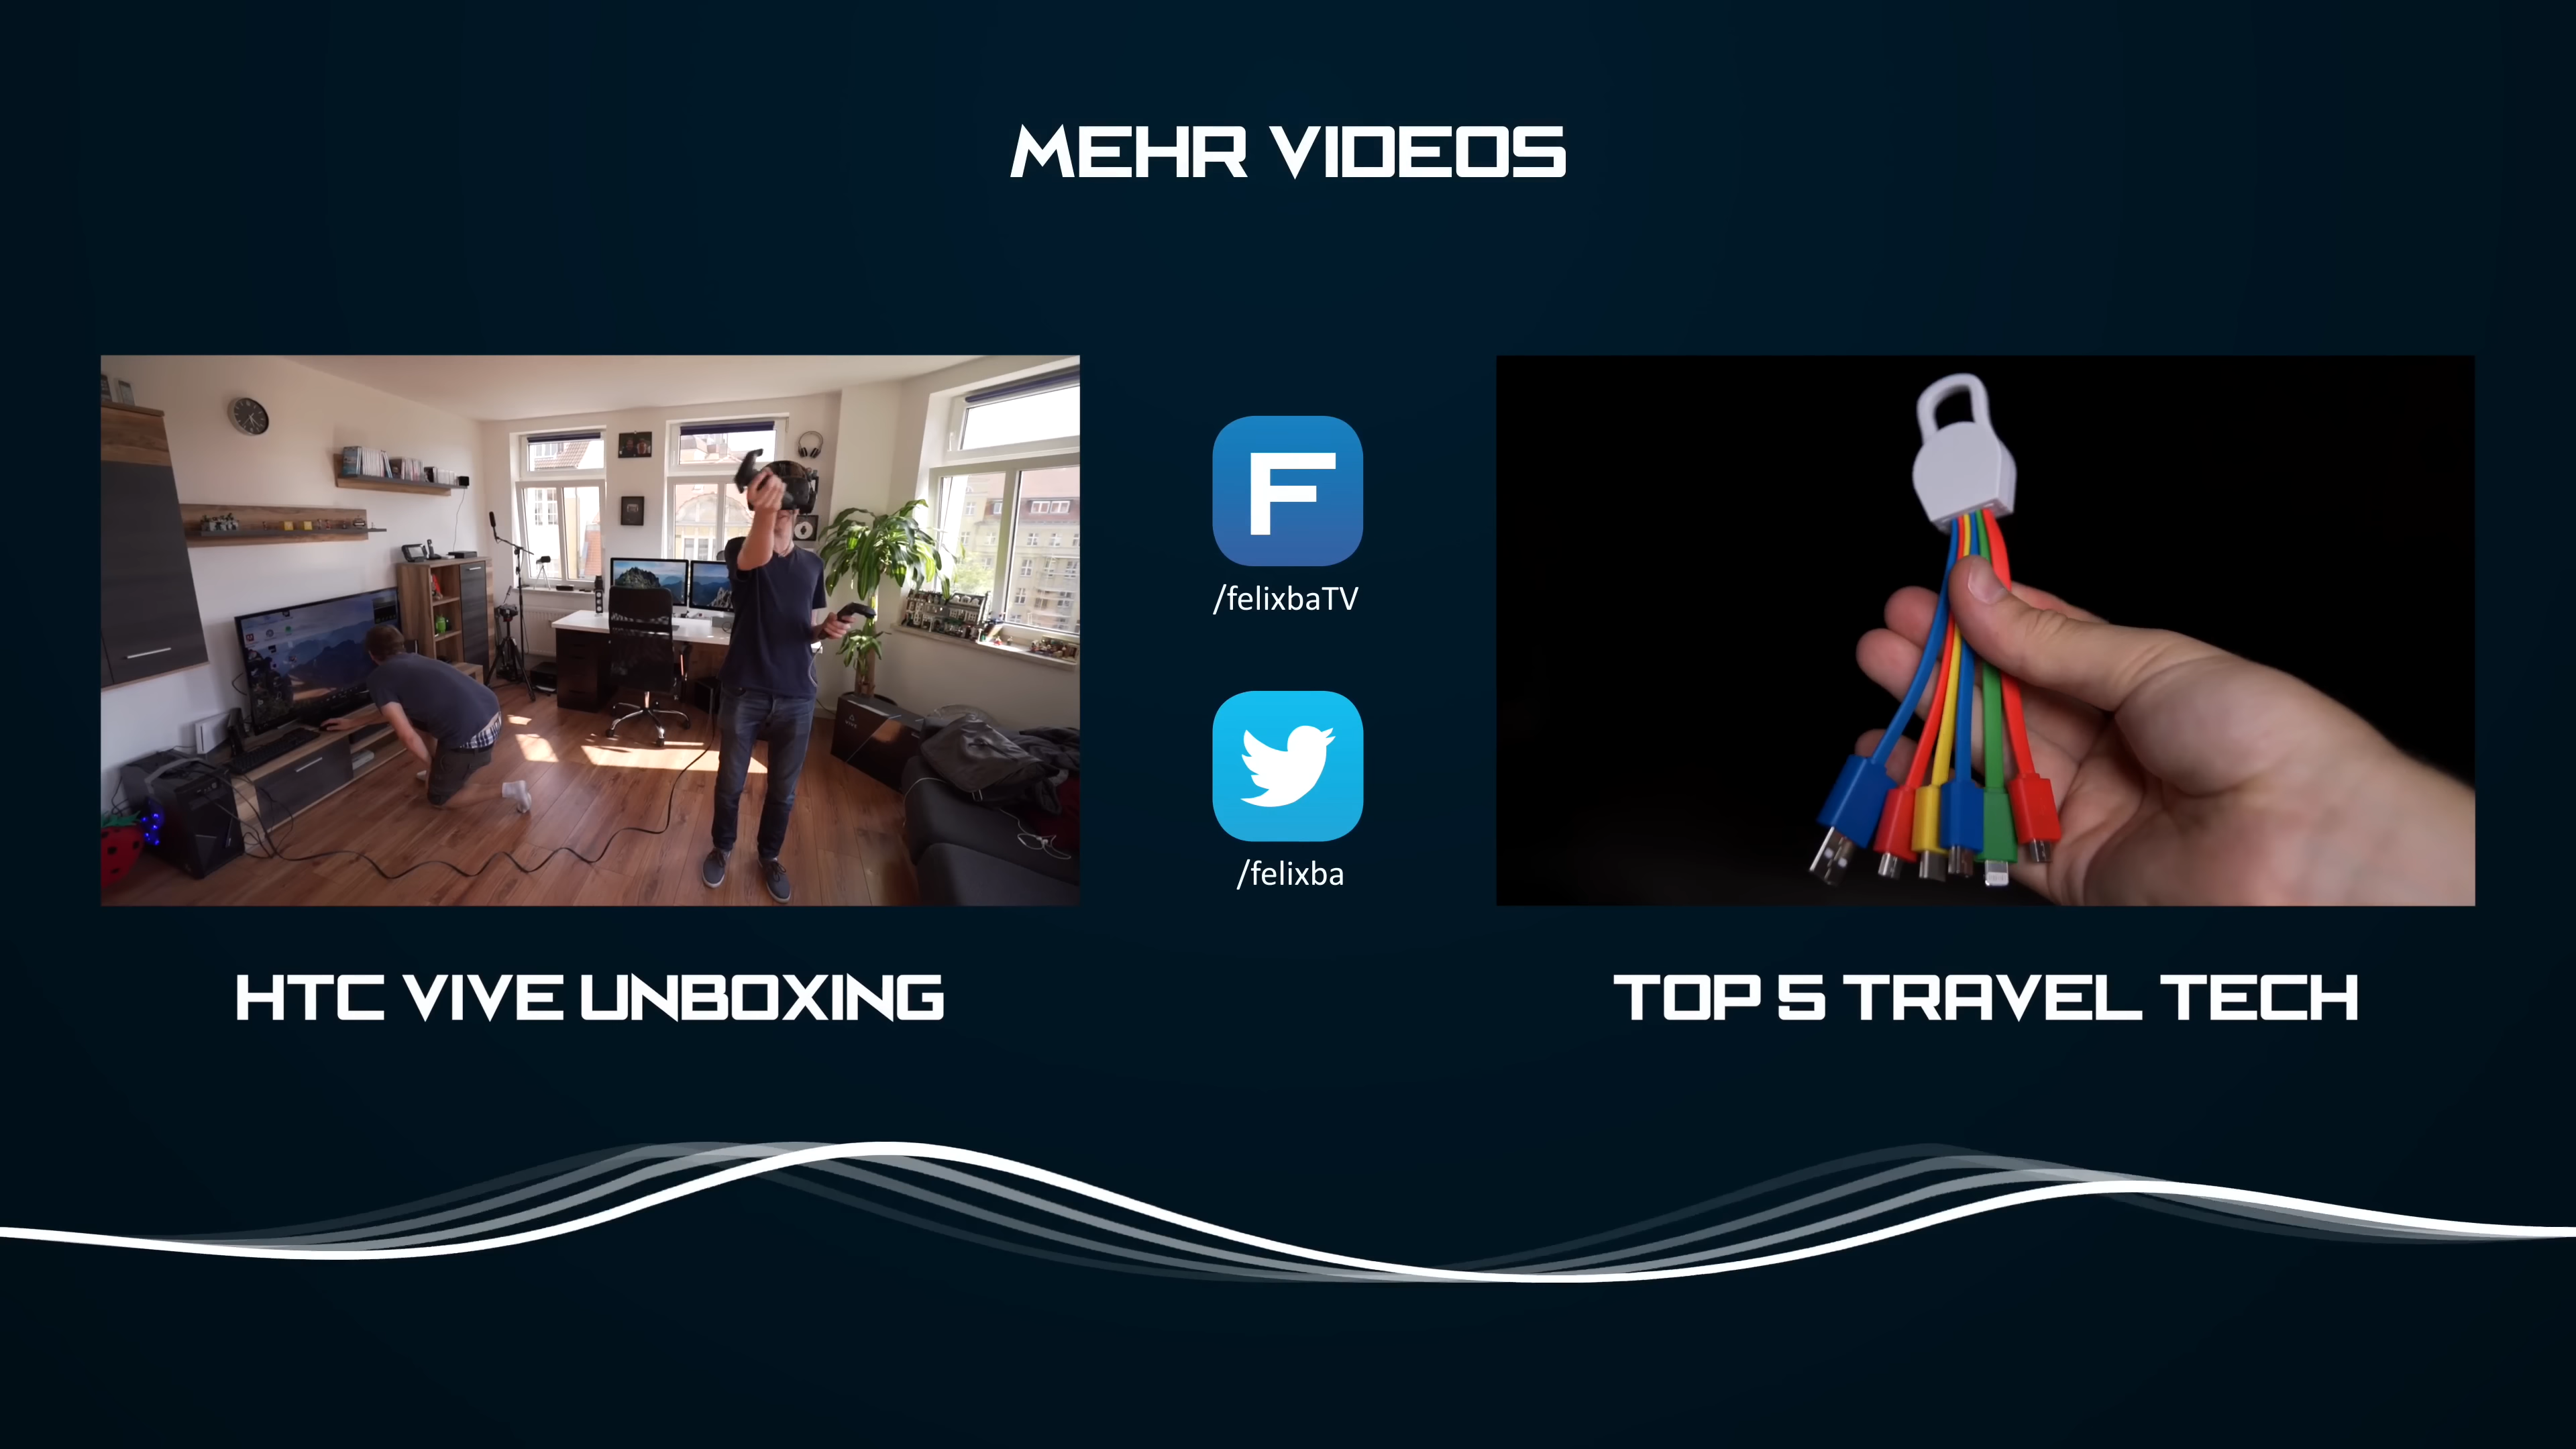 MEHR VIDEOS
F
/felixbaTV
/felixba
HTC VIVE UNBOXING
TOP 5 TRAVEL TECH